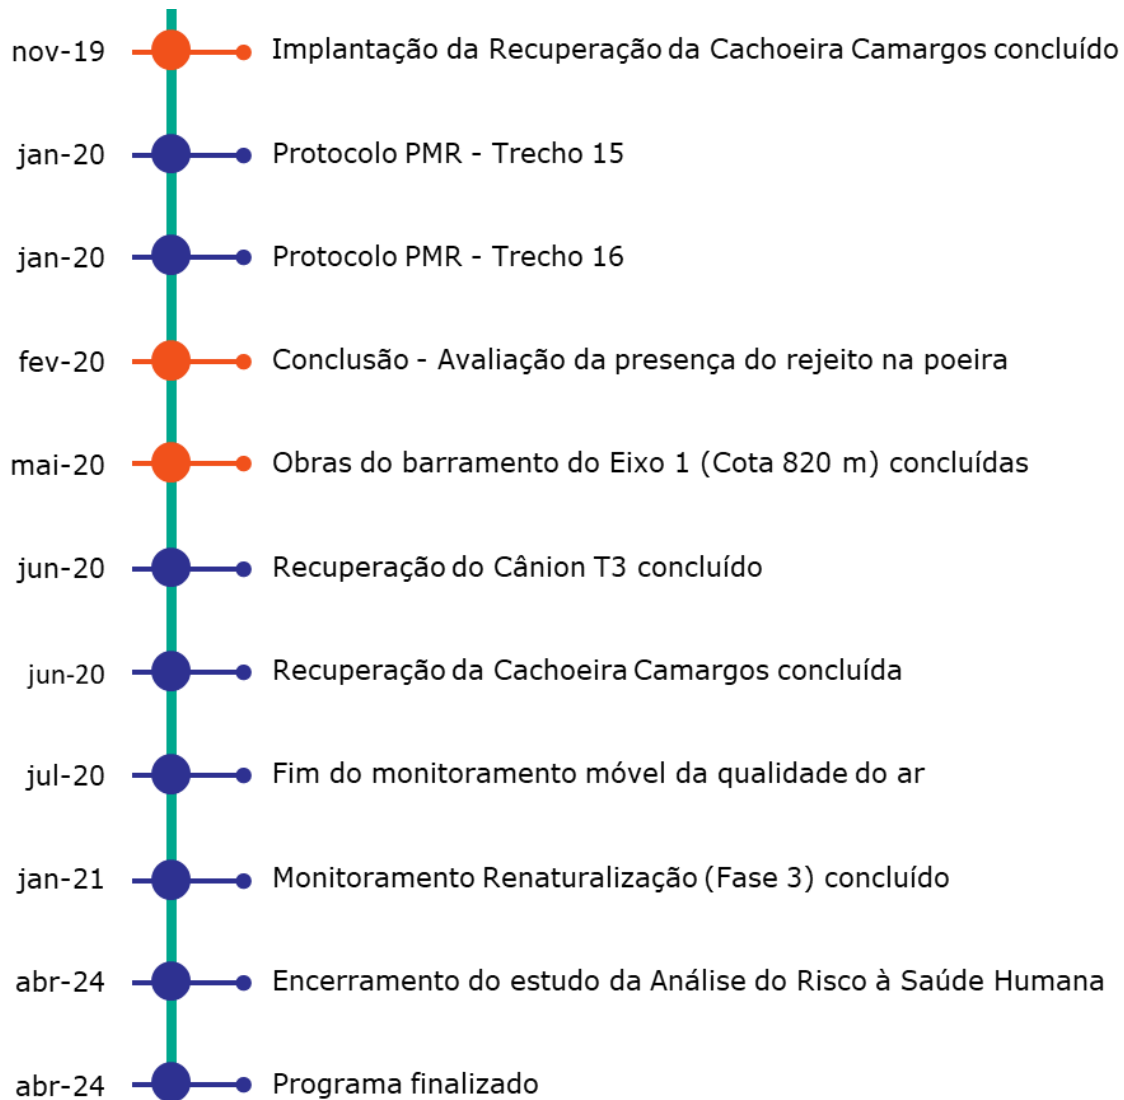 nov-19 Implantação da Recuperação da Cachoeira Camargos concluído
jan-20 Protocolo PMR - Trecho 15
jan-20 Protocolo PMR - Trecho 16
fev-20 Conclusão - Avaliação da presença do rejeito na poeira
mai-20 Obras do barramento do Eixo 1 (Cota 820 m) concluídas
jun-20 Recuperação do Cânion T3 concluído
jun-20 Recuperação da Cachoeira Camargos concluída
jul-20 Fim do monitoramento móvel da qualidade do ar
jan-21 Monitoramento Renaturalização (Fase 3) concluído
abr-24 Encerramento do estudo da Análise do Risco à Saúde Humana
abr-24 Programa finalizado